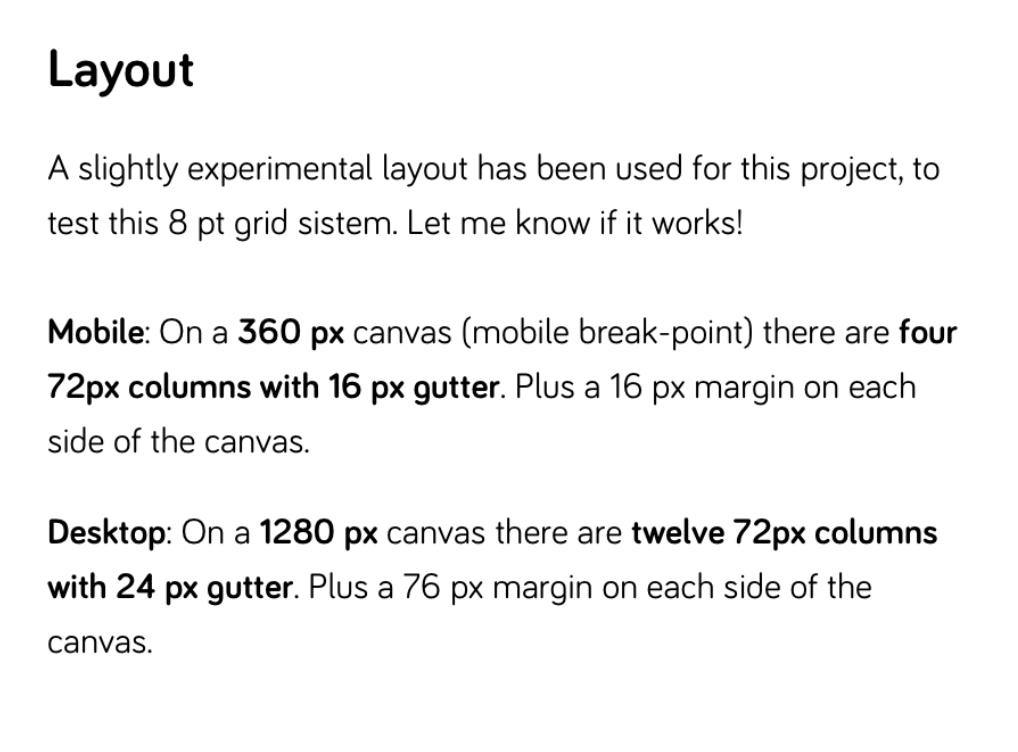 Layout
A slightly experimental layout has been used for this project, to
test this 8 pt grid sistem. Let me know if it works!
Mobile: On a 360 px canvas (mobile break-point) there are four
72px columns with 16 px gutter. Plus a 16 px margin on each
side of the canvas.
Desktop: On a 1280 px canvas there are twelve 72px columns
with 24 px gutter. Plus a 76 px margin on each side of the
canvas.